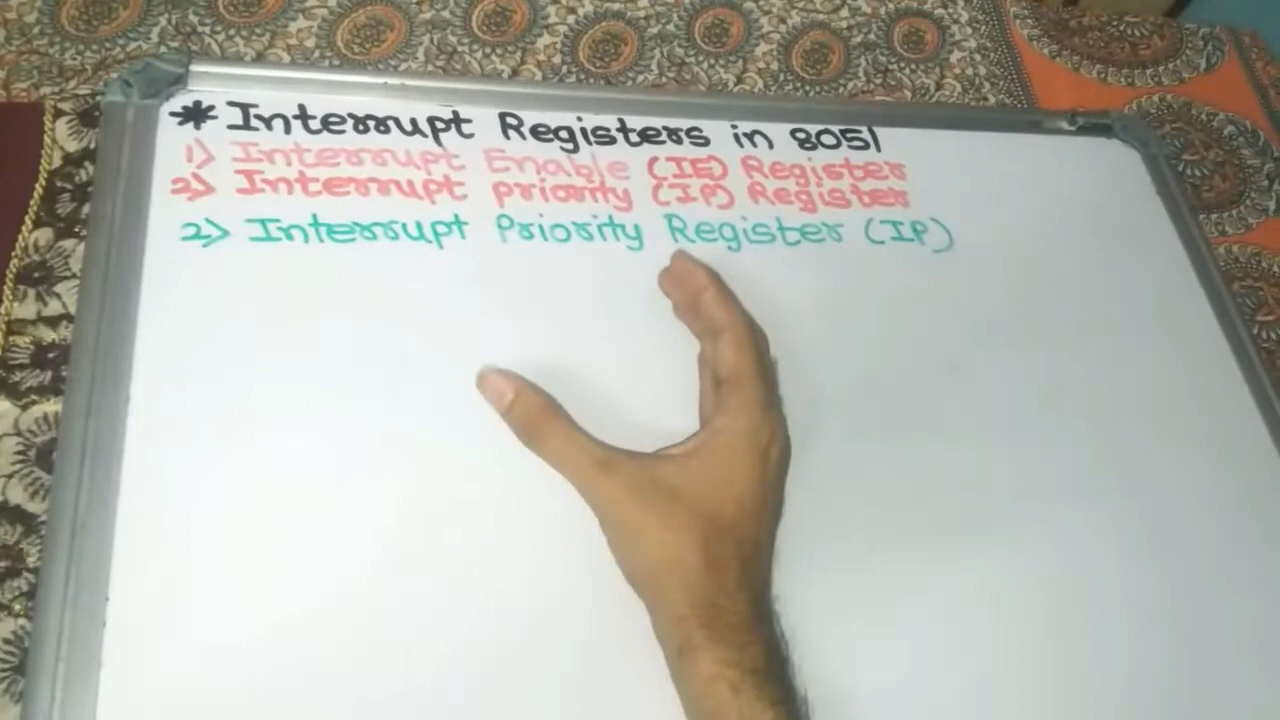 * Interrupt Registers in 8051
1) Interrupt Enable (IE) Register
2) Interrupt priority (IP) Register
2) Interrupt Priority Register (IP)